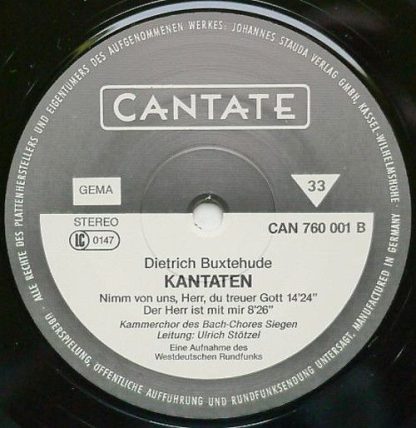 ALLE RECHTE DES PLATTENHERSTELLERS UND EIGENTUMERS DES AUFGENOMMENEN WERKES: JOHANNES STAUDA VERLAG GMBH, KASSEL-WILHELMSHÖHE ·
CANTATE
GEMA
33
STEREO
LC 0147
CAN 760 001 B
Dietrich Buxtehude
KANTATEN
Nimm von uns, Herr, du treuer Gott 14'24"
Der Herr ist mit mir 8'26"
Kammerchor des Bach-Chores Siegen
Leitung: Ulrich Stötzel
Eine Aufnahme des
Westdeutschen Rundfunks
· ÜBERSPIELUNG, ÖFFENTLICHE AUFFÜHRUNG UND RUNDFUNKSENDUNG UNTERSAGT. MANUFACTURED IN GERMANY ·